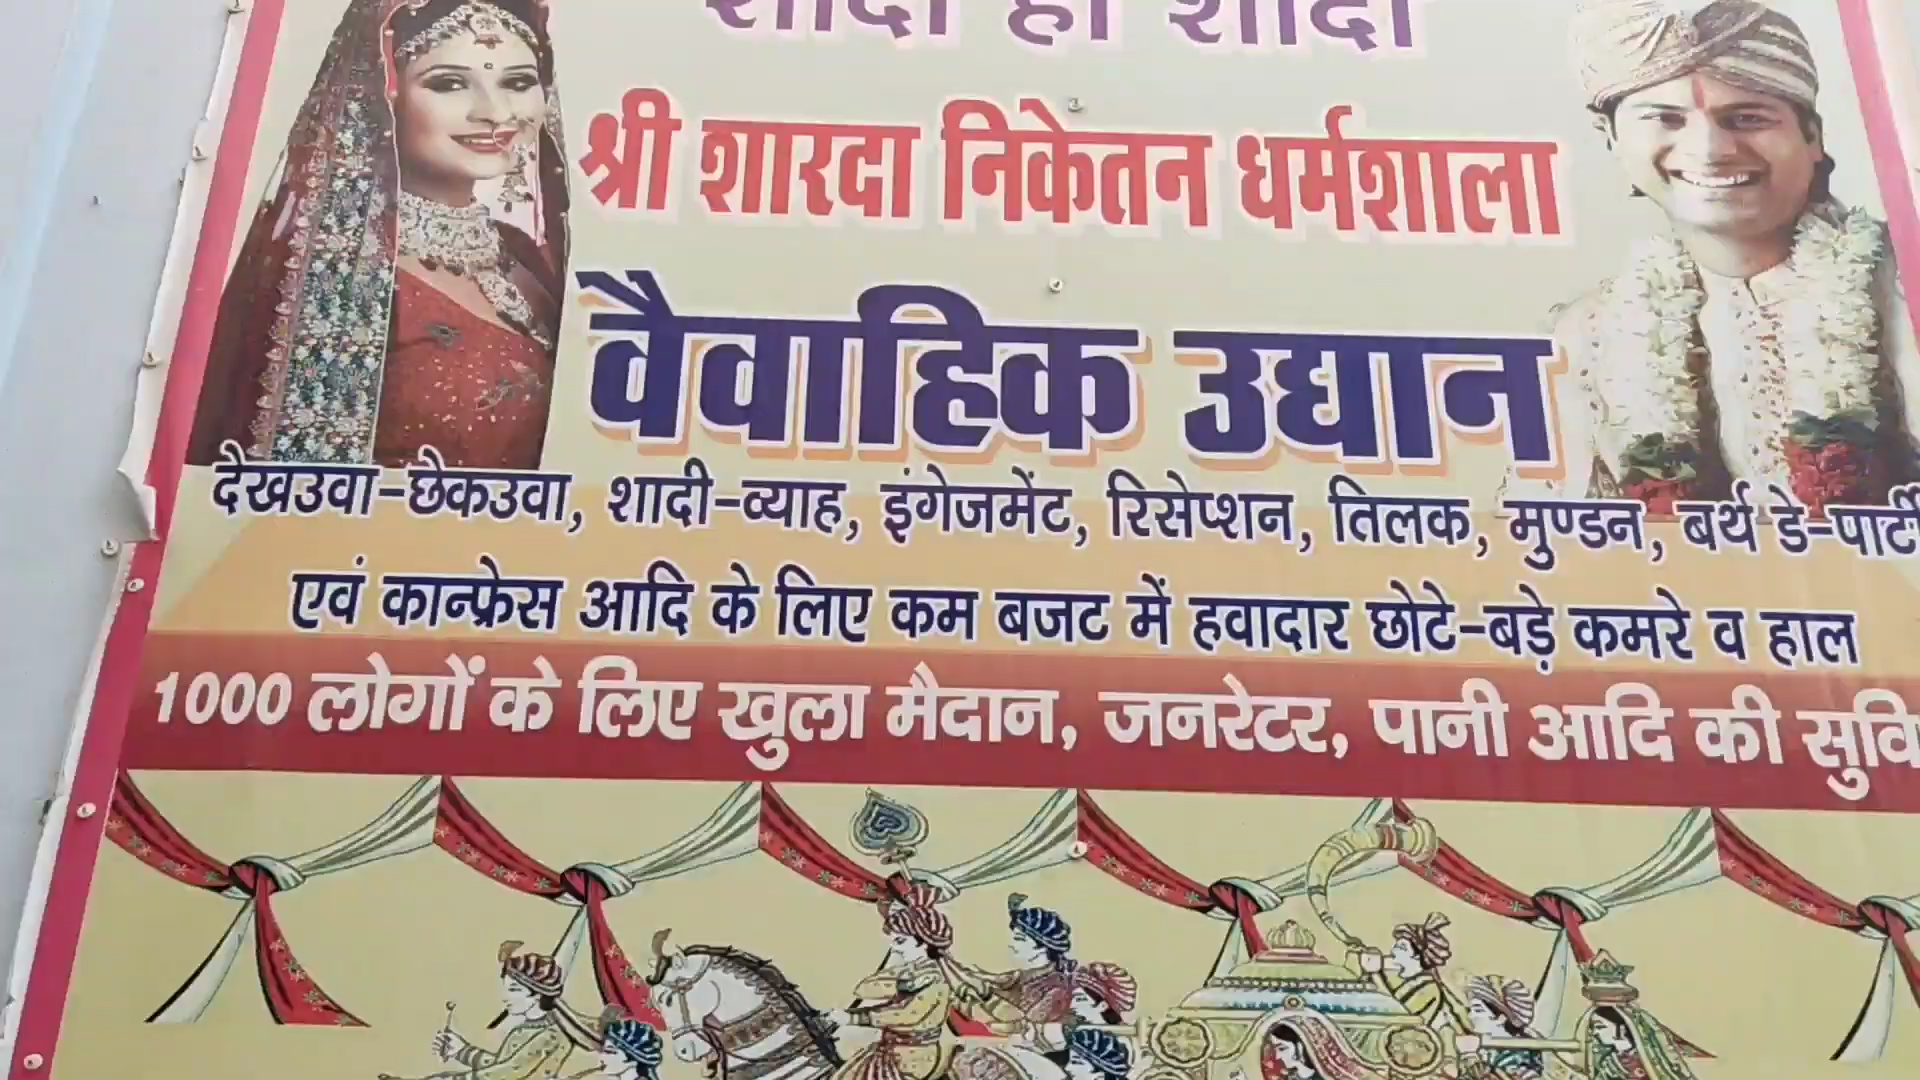 शादी ही शादी
श्री शारदा निकेतन धर्मशाला
वैवाहिक उद्यान
देखउवा-छेकउवा, शादी-व्याह, इंगेजमेंट, रिसेप्शन, तिलक, मुण्डन, बर्थ डे-पार्टी
एवं कान्फ्रेस आदि के लिए कम बजट में हवादार छोटे-बड़े कमरे व हाल
1000 लोगों के लिए खुला मैदान, जनरेटर, पानी आदि की